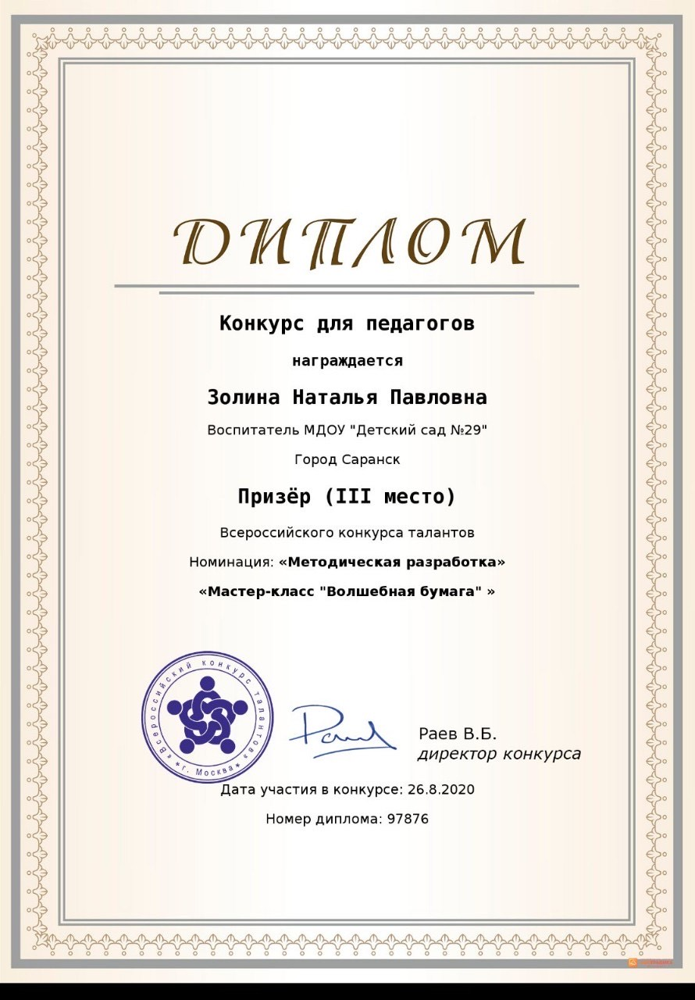 ДИПЛОМ
Конкурс для педагогов
награждается
Золина Наталья Павловна
Воспитатель МДОУ "Детский сад №29"
Город Саранск
Призёр (III место)
Всероссийского конкурса талантов
Номинация: «Методическая разработка»
«Мастер-класс "Волшебная бумага" »
«Всероссийский конкурс талантов»
* г. Москва *
Раев В.Б.
директор конкурса
Дата участия в конкурсе: 26.8.2020
Номер диплома: 97876